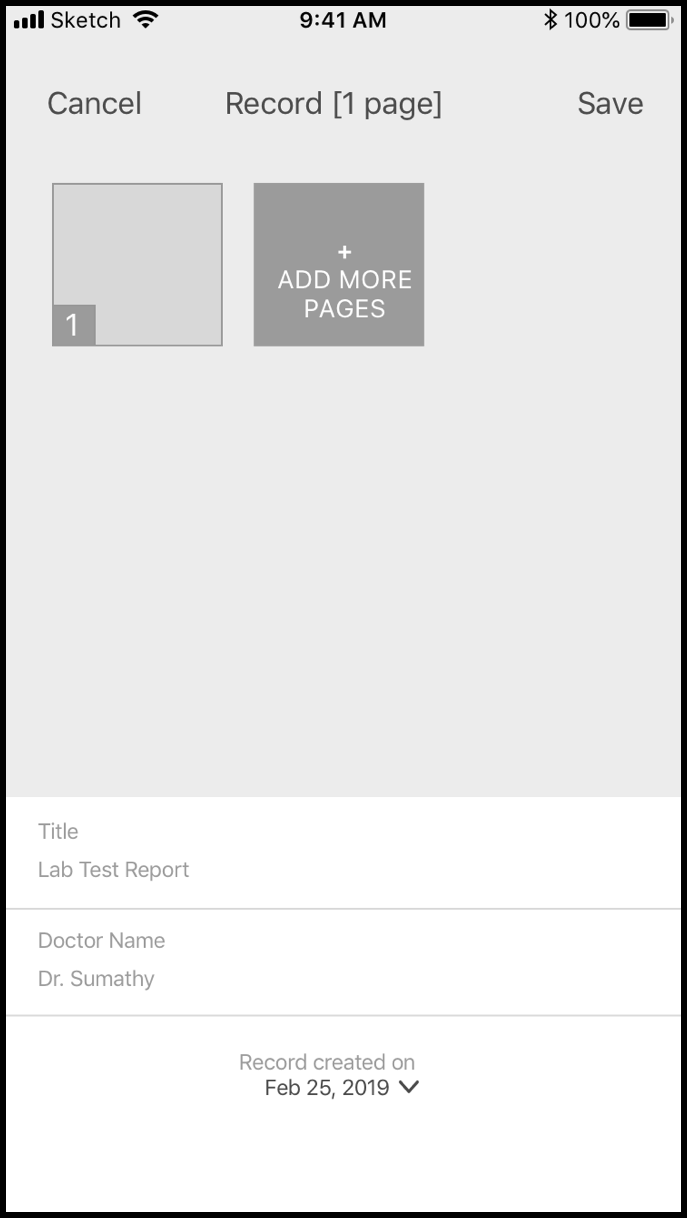 Sketch 9:41 AM 100%
Cancel Record [1 page] Save
+
ADD MORE
PAGES
1
Title
Lab Test Report
Doctor Name
Dr. Sumathy
Record created on
Feb 25, 2019